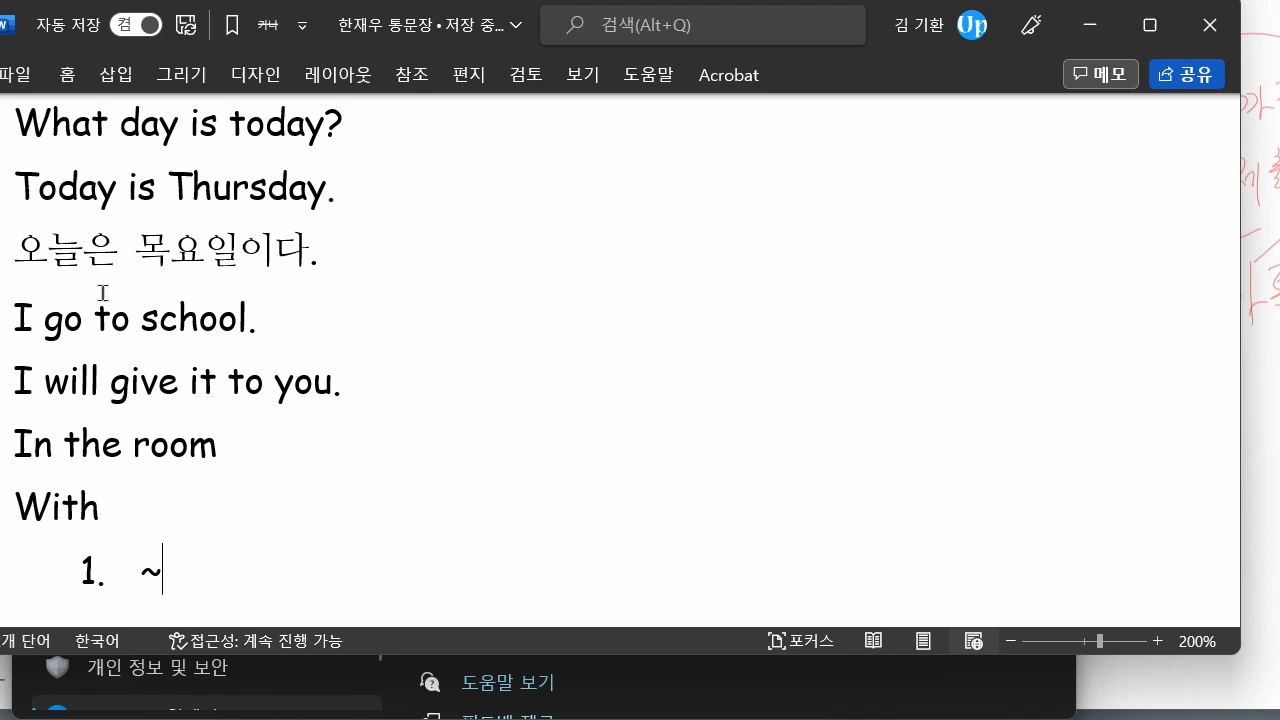 자동 저장 켬 가나 한재우 통문장 • 저장 중... 검색(Alt+Q) 김 기환 Up
파일 홈 삽입 그리기 디자인 레이아웃 참조 편지 검토 보기 도움말 Acrobat 메모 공유
What day is today?
Today is Thursday.
오늘은 목요일이다.
I go to school.
I will give it to you.
In the room
With
1. ~
개 단어 한국어 접근성: 계속 진행 가능 포커스 200%
개인 정보 및 보안
도움말 보기